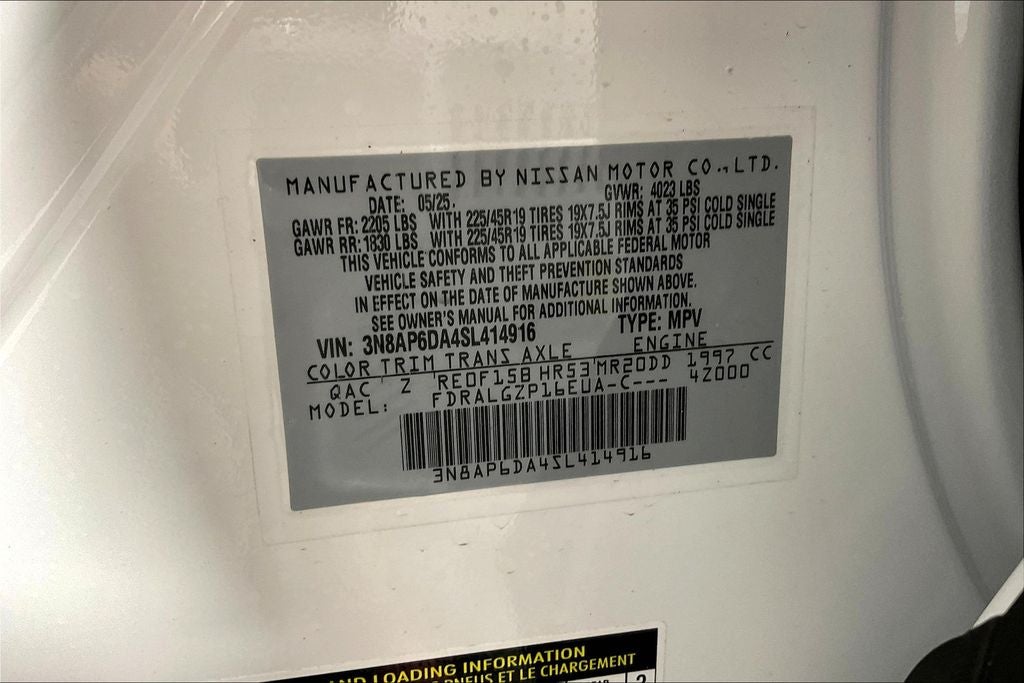 MANUFACTURED BY NISSAN MOTOR CO., LTD.
DATE: 05/25. GVWR: 4023 LBS
GAWR FR: 2205 LBS WITH 225/45R19 TIRES 19X7.5J RIMS AT 35 PSI COLD SINGLE
GAWR RR: 1830 LBS WITH 225/45R19 TIRES 19X7.5J RIMS AT 35 PSI COLD SINGLE
THIS VEHICLE CONFORMS TO ALL APPLICABLE FEDERAL MOTOR
VEHICLE SAFETY AND THEFT PREVENTION STANDARDS
IN EFFECT ON THE DATE OF MANUFACTURE SHOWN ABOVE.
SEE OWNER'S MANUAL FOR ADDITIONAL INFORMATION.
VIN: 3N8AP6DA4SL414916 TYPE: MPV
COLOR TRIM TRANS AXLE ENGINE
QAC Z RE0F15B HR53 MR20DD 1997 CC
MODEL: FDRALGZP16EUA-C--- 42000
3N8AP6DA4SL414916
LOADING INFORMATION
PNEUS ET LE CHARGEMENT